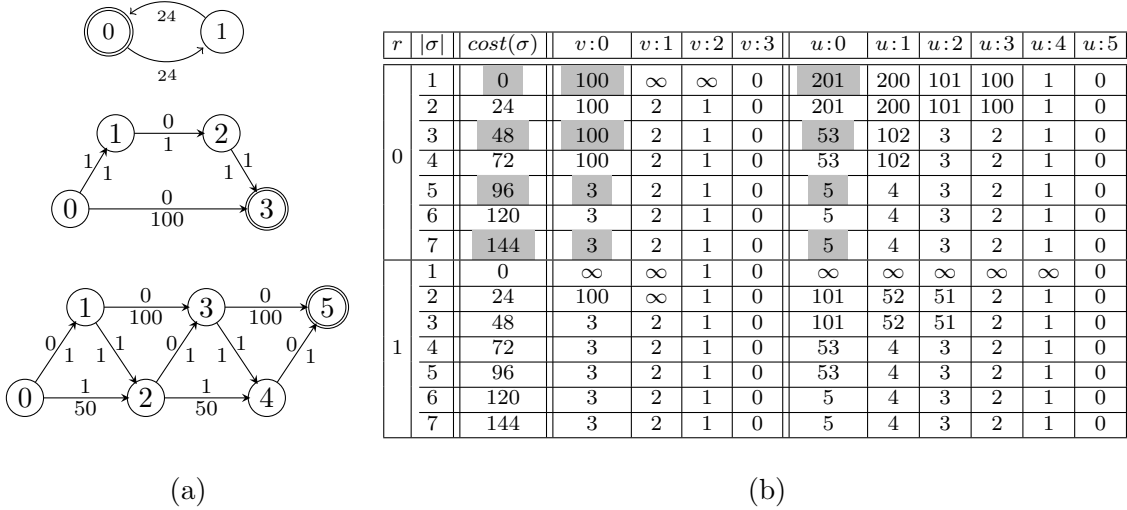 24
0 1
24
0
1 2
1
1 1
1 1
0 3
0
100
0 0
1 3 5
100 100
0 1 1 0 1 1 0 1
1 1
0 2 4
50 50
(a)
r |σ| cost(σ) v:0 v:1 v:2 v:3 u:0 u:1 u:2 u:3 u:4 u:5
1 0 100 ∞ ∞ 0 201 200 101 100 1 0
2 24 100 2 1 0 201 200 101 100 1 0
3 48 100 2 1 0 53 102 3 2 1 0
0 4 72 100 2 1 0 53 102 3 2 1 0
5 96 3 2 1 0 5 4 3 2 1 0
6 120 3 2 1 0 5 4 3 2 1 0
7 144 3 2 1 0 5 4 3 2 1 0
1 0 ∞ ∞ 1 0 ∞ ∞ ∞ ∞ ∞ 0
2 24 100 ∞ 1 0 101 52 51 2 1 0
3 48 3 2 1 0 101 52 51 2 1 0
1 4 72 3 2 1 0 53 4 3 2 1 0
5 96 3 2 1 0 53 4 3 2 1 0
6 120 3 2 1 0 5 4 3 2 1 0
7 144 3 2 1 0 5 4 3 2 1 0
(b)